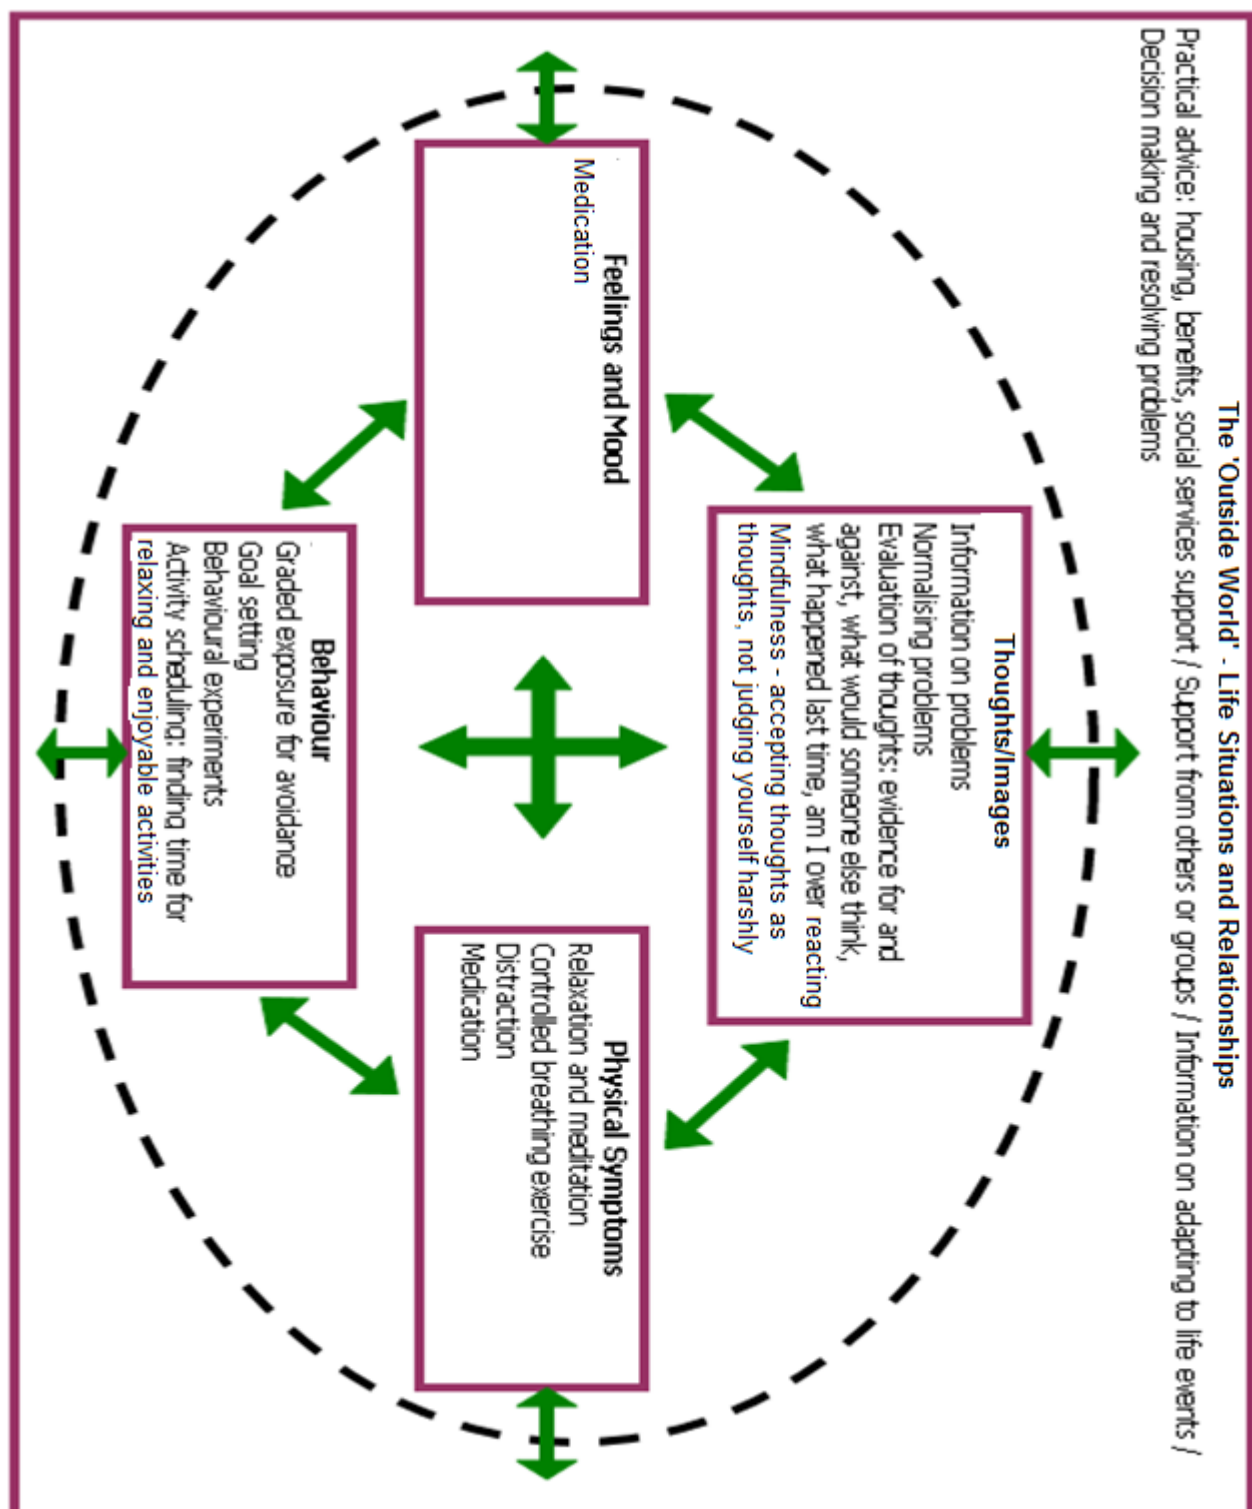 The 'Outside World' - Life Situations and Relationships
Practical advice: housing, benefits, social services support / Support from others or groups / Information on adapting to life events /
Decision making and resolving problems
Thoughts/Images
Information on problems
Normalising problems
Evaluation of thoughts: evidence for and
against, what would someone else think,
what happened last time, am I over reacting
Mindfulness - accepting thoughts as
thoughts, not judging yourself harshly
Feelings and Mood
Medication
Physical Symptoms
Relaxation and meditation
Controlled breathing exercise
Distraction
Medication
Behaviour
Graded exposure for avoidance
Goal setting
Behavioural experiments
Activity scheduling: finding time for
relaxing and enjoyable activities